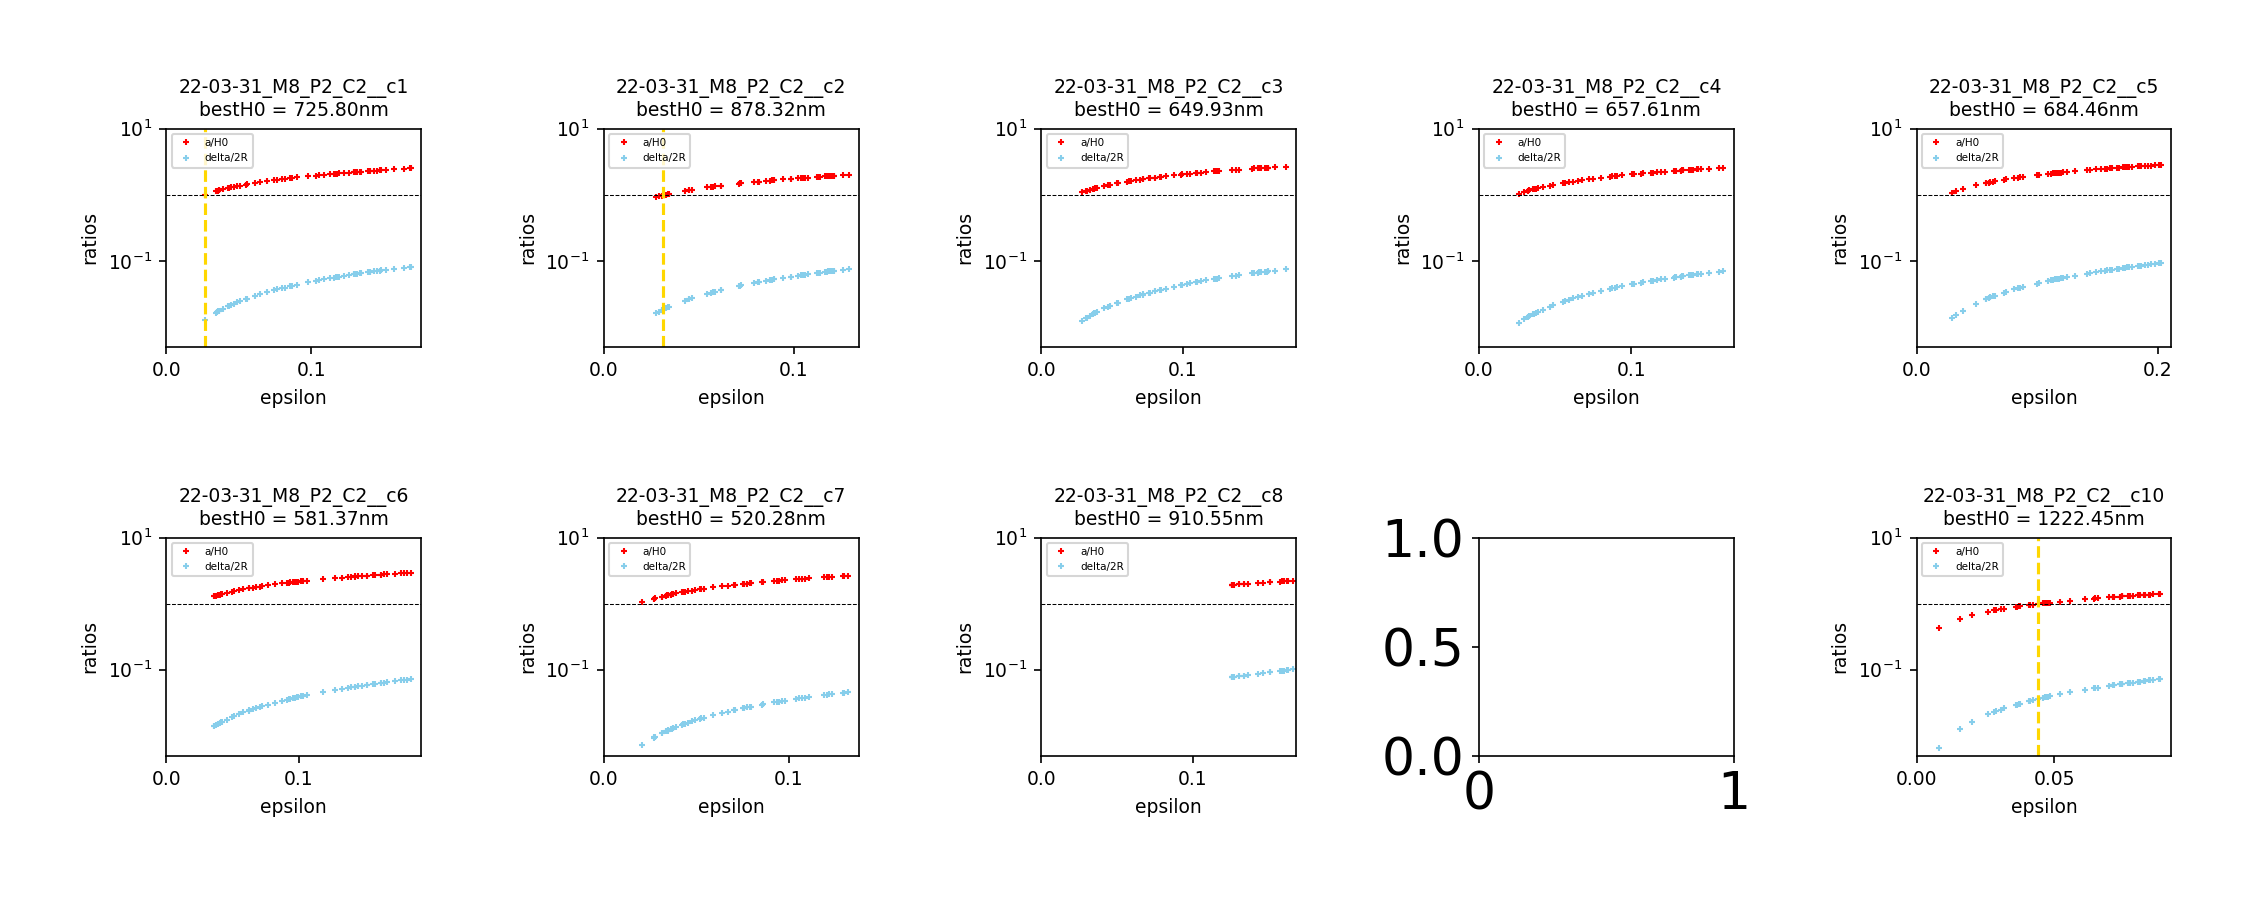 22-03-31_M8_P2_C2__c1
bestH0 = 725.80nm
10^1
10^-1
ratios
a/H0
delta/2R
0.0 0.1
epsilon
22-03-31_M8_P2_C2__c2
bestH0 = 878.32nm
10^1
10^-1
ratios
a/H0
delta/2R
0.0 0.1
epsilon
22-03-31_M8_P2_C2__c3
bestH0 = 649.93nm
10^1
10^-1
ratios
a/H0
delta/2R
0.0 0.1
epsilon
22-03-31_M8_P2_C2__c4
bestH0 = 657.61nm
10^1
10^-1
ratios
a/H0
delta/2R
0.0 0.1
epsilon
22-03-31_M8_P2_C2__c5
bestH0 = 684.46nm
10^1
10^-1
ratios
a/H0
delta/2R
0.0 0.2
epsilon
22-03-31_M8_P2_C2__c6
bestH0 = 581.37nm
10^1
10^-1
ratios
a/H0
delta/2R
0.0 0.1
epsilon
22-03-31_M8_P2_C2__c7
bestH0 = 520.28nm
10^1
10^-1
ratios
a/H0
delta/2R
0.0 0.1
epsilon
22-03-31_M8_P2_C2__c8
bestH0 = 910.55nm
10^1
10^-1
ratios
a/H0
delta/2R
0.0 0.1
epsilon
1.0
0.5
0.0
0 1
22-03-31_M8_P2_C2__c10
bestH0 = 1222.45nm
10^1
10^-1
ratios
a/H0
delta/2R
0.00 0.05
epsilon